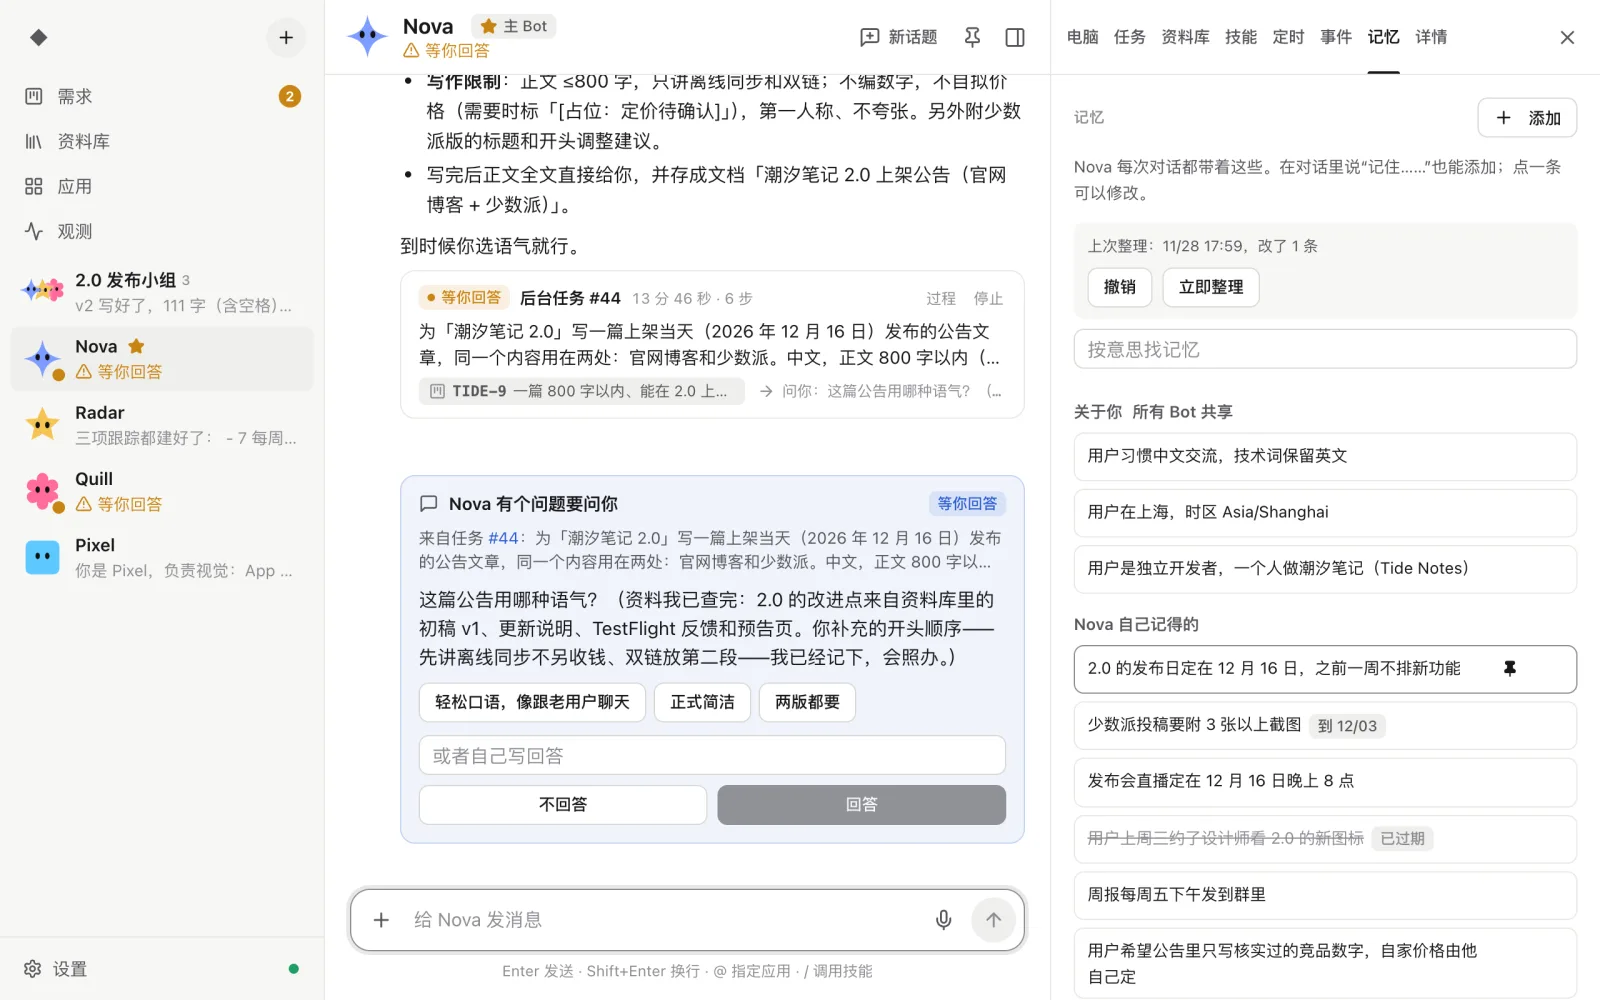 需求
2
资料库
应用
观测
2.0 发布小组 3
v2 写好了，111 字（含空格）...
Nova
等你回答
Radar
三项跟踪都建好了： - 7 每周...
Quill
等你回答
Pixel
你是 Pixel，负责视觉：App ...
设置
Nova
主 Bot
等你回答
新话题
写作限制：正文 ≤800 字，只讲离线同步和双链；不编数字，不自拟价
格（需要时标「[占位：定价待确认]」），第一人称、不夸张。另外附少数
派版的标题和开头调整建议。
写完后正文全文直接给你，并存成文档「潮汐笔记 2.0 上架公告（官网
博客 + 少数派）」。
到时候你选语气就行。
等你回答 后台任务 #44 13 分 46 秒 · 6 步 过程 停止
为「潮汐笔记 2.0」写一篇上架当天（2026 年 12 月 16 日）发布的公告文
章，同一个内容用在两处：官网博客和少数派。中文，正文 800 字以内（...
TIDE-9 一篇 800 字以内、能在 2.0 上... → 问你：这篇公告用哪种语气？（...
Nova 有个问题要问你 等你回答
来自任务 #44：为「潮汐笔记 2.0」写一篇上架当天（2026 年 12 月 16 日）发布
的公告文章，同一个内容用在两处：官网博客和少数派。中文，正文 800 字以...
这篇公告用哪种语气？（资料我已查完：2.0 的改进点来自资料库里的
初稿 v1、更新说明、TestFlight 反馈和预告页。你补充的开头顺序——
先讲离线同步不另收钱、双链放第二段——我已经记下，会照办。）
轻松口语，像跟老用户聊天 正式简洁 两版都要
或者自己写回答
不回答 回答
给 Nova 发消息
Enter 发送 · Shift+Enter 换行 · @ 指定应用 · / 调用技能
电脑 任务 资料库 技能 定时 事件 记忆 详情
记忆
添加
Nova 每次对话都带着这些。在对话里说“记住……”也能添加；点一条
可以修改。
上次整理：11/28 17:59，改了 1 条
撤销 立即整理
按意思找记忆
关于你 所有 Bot 共享
用户习惯中文交流，技术词保留英文
用户在上海，时区 Asia/Shanghai
用户是独立开发者，一个人做潮汐笔记（Tide Notes）
Nova 自己记得的
2.0 的发布日定在 12 月 16 日，之前一周不排新功能
少数派投稿要附 3 张以上截图 到 12/03
发布会直播定在 12 月 16 日晚上 8 点
用户上周三约了设计师看 2.0 的新图标 已过期
周报每周五下午发到群里
用户希望公告里只写核实过的竞品数字，自家价格由他
自己定